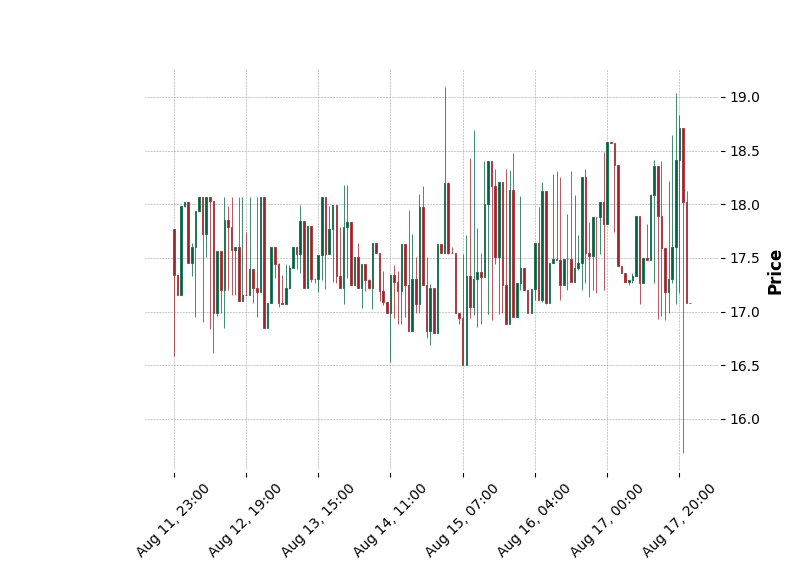 19.0
18.5
18.0
17.5
17.0
16.5
16.0
Price
Aug 11, 23:00
Aug 12, 19:00
Aug 13, 15:00
Aug 14, 11:00
Aug 15, 07:00
Aug 16, 04:00
Aug 17, 00:00
Aug 17, 20:00